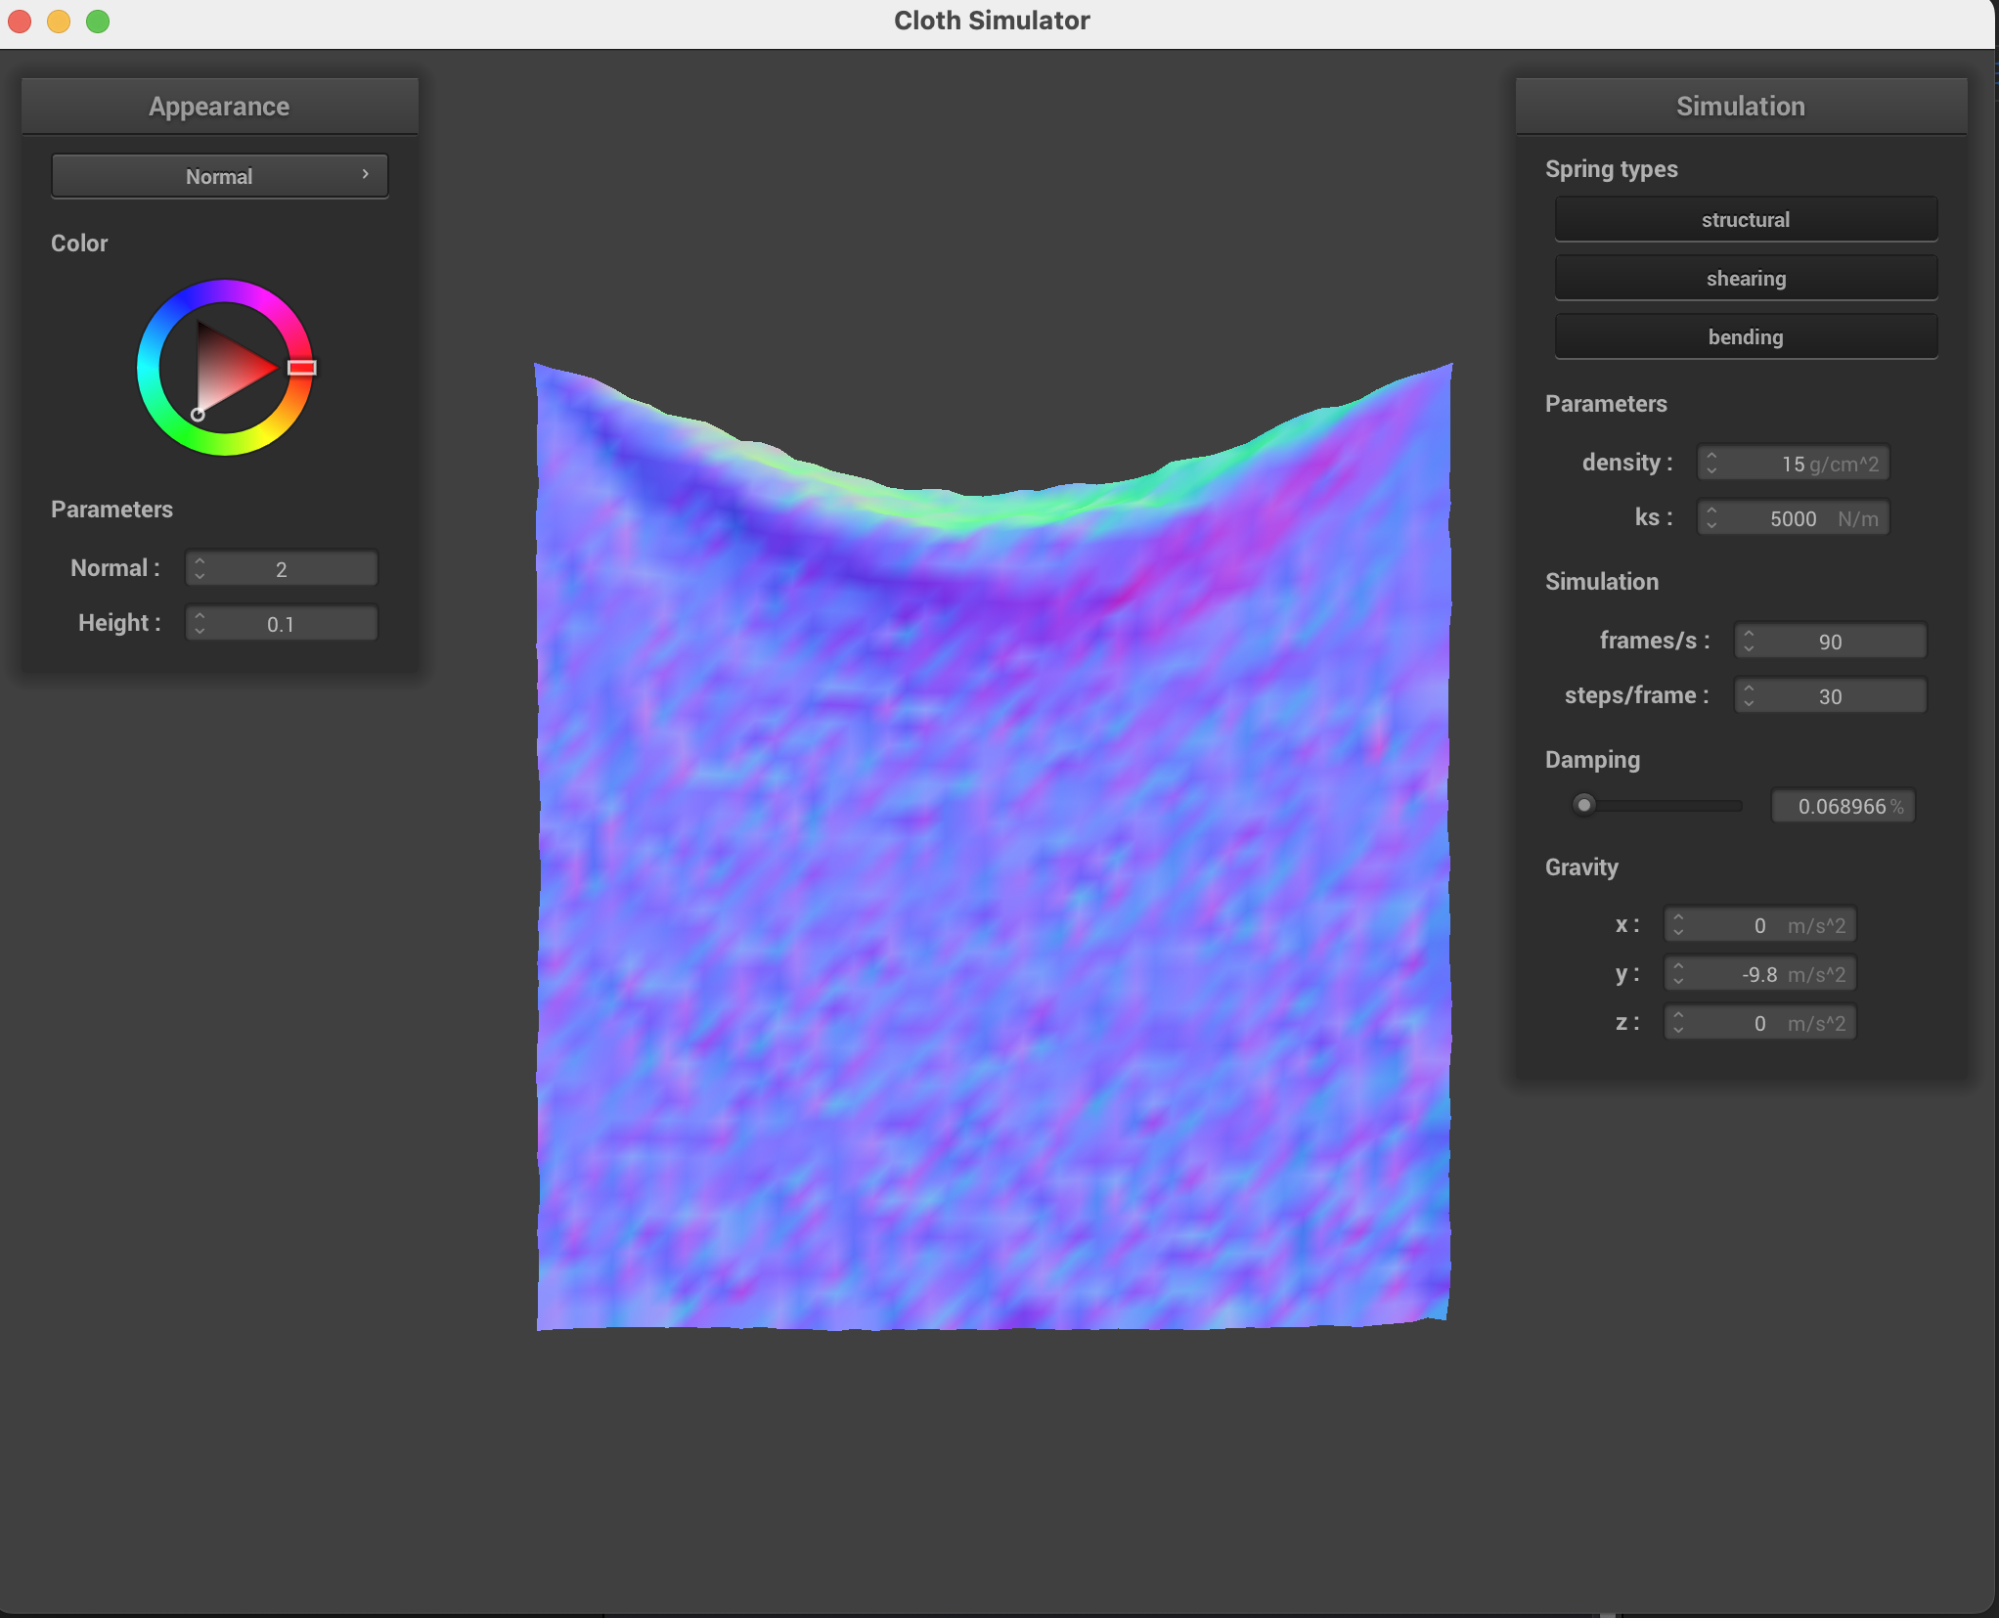 Cloth Simulator
Appearance
Normal
Color
Parameters
Normal : 2
Height : 0.1
Simulation
Spring types
structural
shearing
bending
Parameters
density : 15 g/cm^2
ks : 5000 N/m
Simulation
frames/s : 90
steps/frame : 30
Damping
0.068966 %
Gravity
x : 0 m/s^2
y : -9.8 m/s^2
z : 0 m/s^2